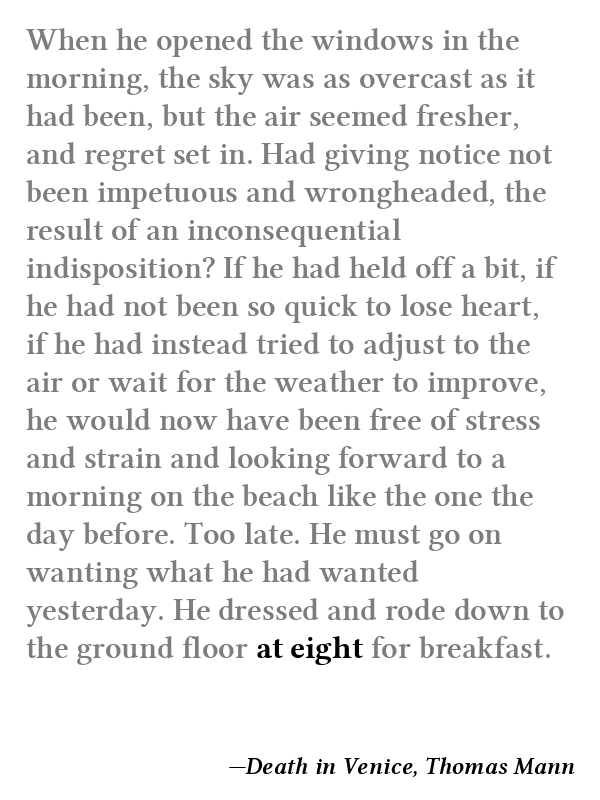 When he opened the windows in the
morning, the sky was as overcast as it
had been, but the air seemed fresher,
and regret set in. Had giving notice not
been impetuous and wrongheaded, the
result of an inconsequential
indisposition? If he had held off a bit, if
he had not been so quick to lose heart,
if he had instead tried to adjust to the
air or wait for the weather to improve,
he would now have been free of stress
and strain and looking forward to a
morning on the beach like the one the
day before. Too late. He must go on
wanting what he had wanted
yesterday. He dressed and rode down to
the ground floor at eight for breakfast.
—Death in Venice, Thomas Mann